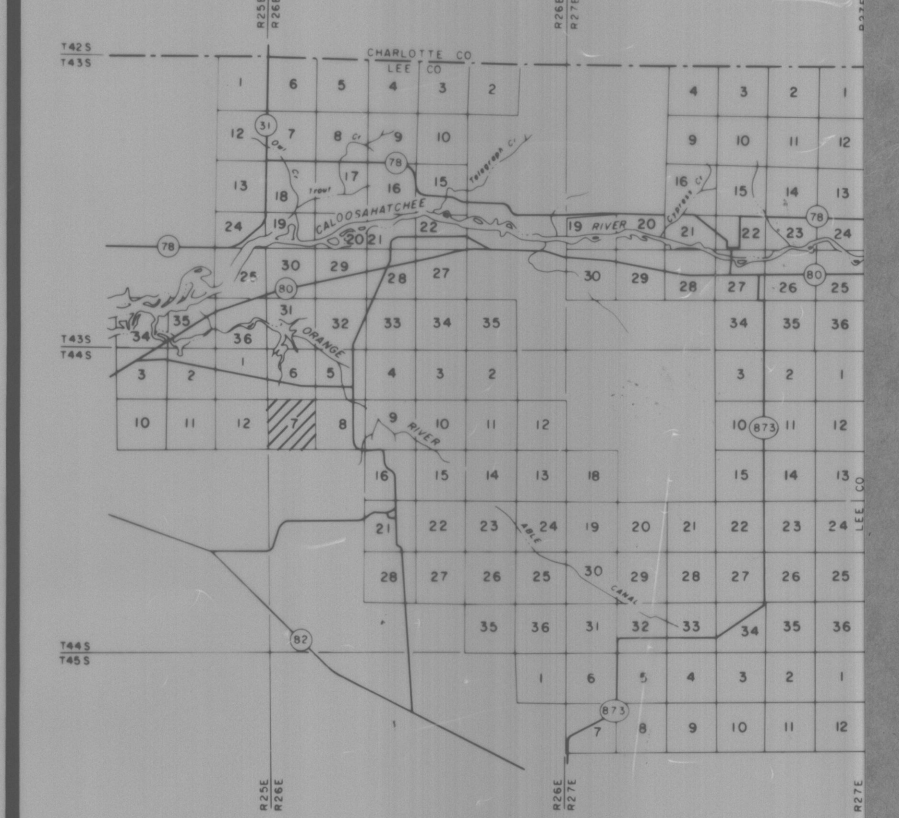 R25E R26E R26E R27E
T42S CHARLOTTE CO
T43S LEE CO
1 6 5 4 3 2 4 3 2 1
31
12 7 8 Cr 9 10 9 10 11 12
Owl 78
13 18 Cr 17 16 15 Telegraph Cr 16 Cypress Cr 15 14 13
Trout
24 19 CALOOSAHATCHEE 22 19 RIVER 20 21 22 23 78 24
78 20 21
25 30 29 28 27 30 29 28 27 26 80 25
80
34 35 36 31 32 33 34 35 34 35 36
T43S ORANGE
T44S
3 2 1 6 5 4 3 2 3 2 1
10 11 12 7 8 9 RIVER 10 11 12 10 873 11 12
16 15 14 13 18 15 14 13
LEE CO
21 22 23 24 19 20 21 22 23 24
ABLE
28 27 26 25 30 29 28 27 26 25
CANAL
35 36 31 32 33 34 35 36
82
T44S
T45S
1 6 5 4 3 2 1
873
1 7 8 9 10 11 12
R25E R26E R26E R27E R27E